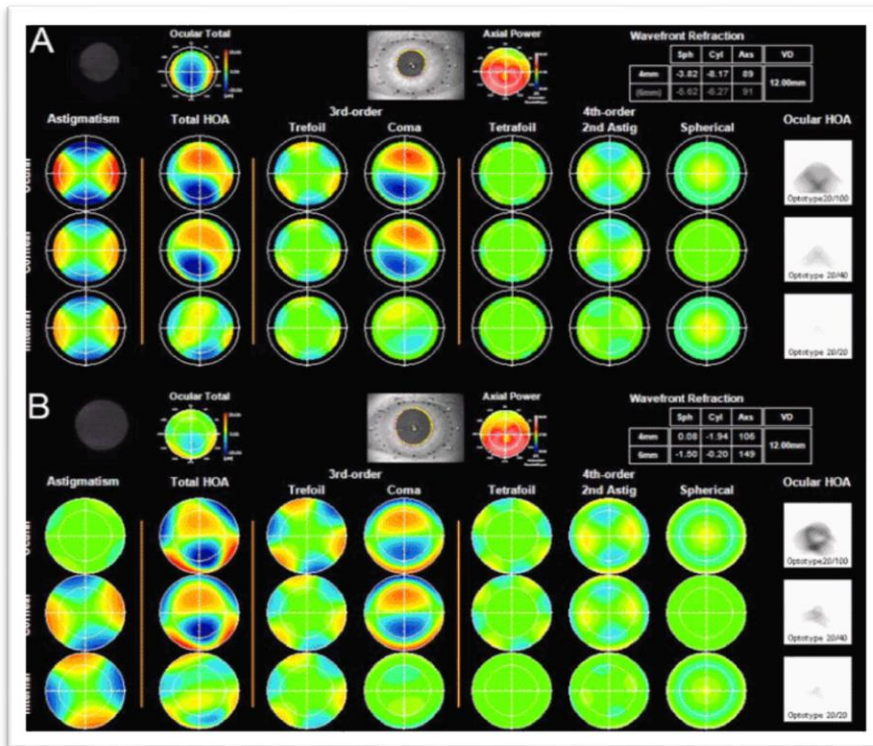 A
Ocular Total
Axial Power
Wavefront Refraction
Sph Cyl Axs VD
4mm -3.82 -8.17 89 12.00mm
(6mm) -5.62 -6.27 91
3rd-order 4th-order
Astigmatism Total HOA Trefoil Coma Tetrafoil 2nd Astig Spherical Ocular HOA
Ocular
Optotype 20/100
Optotype 20/40
Internal
Optotype 20/20
B
Ocular Total
Axial Power
Wavefront Refraction
Sph Cyl Axs VD
4mm 0.08 -1.94 106 12.00mm
6mm -1.50 -0.20 149
3rd-order 4th-order
Astigmatism Total HOA Trefoil Coma Tetrafoil 2nd Astig Spherical Ocular HOA
Ocular
Optotype 20/100
Optotype 20/40
Internal
Optotype 20/20